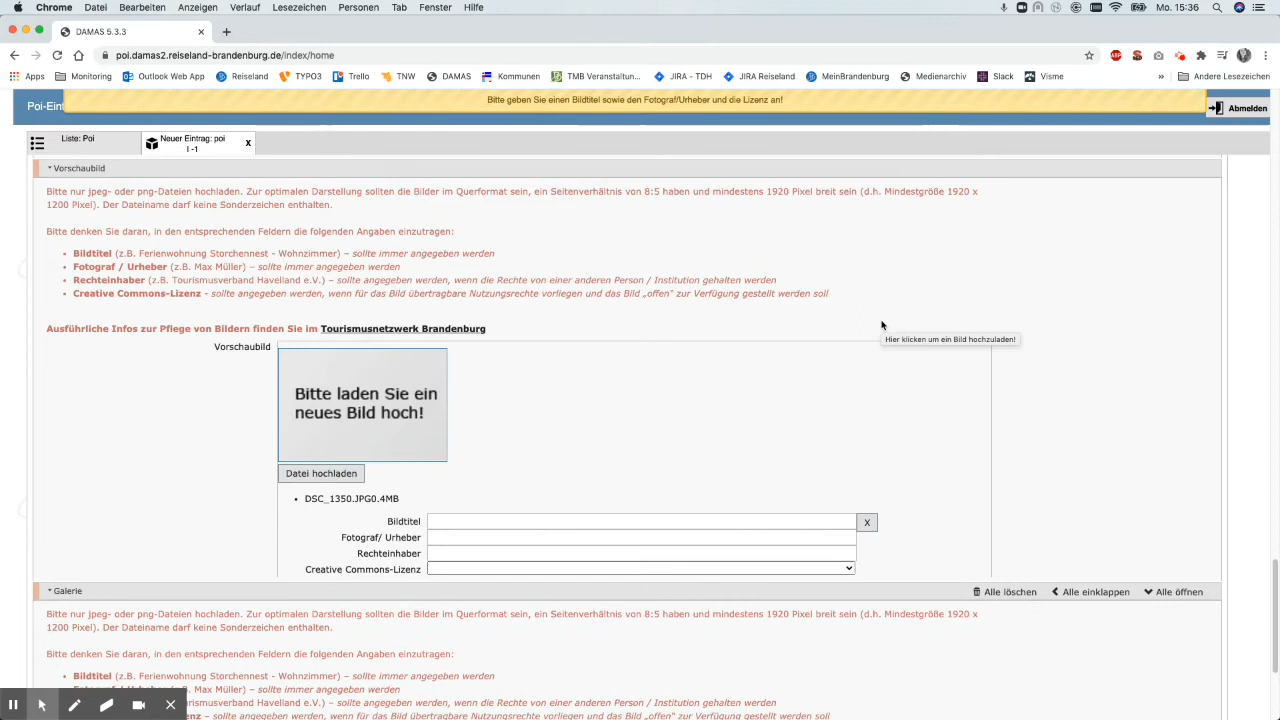 Chrome Datei Bearbeiten Anzeigen Verlauf Lesezeichen Personen Tab Fenster Hilfe Mo. 15:36
DAMAS 5.3.3
poi.damas2.reiseland-brandenburg.de/index/home
Apps Monitoring Outlook Web App Reiseland TYPO3 Trello TNW DAMAS Kommunen TMB Veranstaltun... JIRA - TDH JIRA Reiseland MeinBrandenburg Medienarchiv Slack Visme » Andere Lesezeichen
Poi-Eint Bitte geben Sie einen Bildtitel sowie den Fotograf/Urheber und die Lizenz an! Abmelden
Liste: Poi Neuer Eintrag: poi X
I -1
Vorschaubild
Bitte nur jpeg- oder png-Dateien hochladen. Zur optimalen Darstellung sollten die Bilder im Querformat sein, ein Seitenverhältnis von 8:5 haben und mindestens 1920 Pixel breit sein (d.h. Mindestgröße 1920 x
1200 Pixel). Der Dateiname darf keine Sonderzeichen enthalten.
Bitte denken Sie daran, in den entsprechenden Feldern die folgenden Angaben einzutragen:
• Bildtitel (z.B. Ferienwohnung Storchennest - Wohnzimmer) – sollte immer angegeben werden
• Fotograf / Urheber (z.B. Max Müller) – sollte immer angegeben werden
• Rechteinhaber (z.B. Tourismusverband Havelland e.V.) – sollte angegeben werden, wenn die Rechte von einer anderen Person / Institution gehalten werden
• Creative Commons-Lizenz - sollte angegeben werden, wenn für das Bild übertragbare Nutzungsrechte vorliegen und das Bild „offen" zur Verfügung gestellt werden soll
Ausführliche Infos zur Pflege von Bildern finden Sie im Tourismusnetzwerk Brandenburg
Hier klicken um ein Bild hochzuladen!
Vorschaubild
Bitte laden Sie ein
neues Bild hoch!
Datei hochladen
• DSC_1350.JPG0.4MB
Bildtitel X
Fotograf/ Urheber
Rechteinhaber
Creative Commons-Lizenz
Galerie Alle löschen Alle einklappen Alle öffnen
Bitte nur jpeg- oder png-Dateien hochladen. Zur optimalen Darstellung sollten die Bilder im Querformat sein, ein Seitenverhältnis von 8:5 haben und mindestens 1920 Pixel breit sein (d.h. Mindestgröße 1920 x
1200 Pixel). Der Dateiname darf keine Sonderzeichen enthalten.
Bitte denken Sie daran, in den entsprechenden Feldern die folgenden Angaben einzutragen:
• Bildtitel (z.B. Ferienwohnung Storchennest - Wohnzimmer) – sollte immer angegeben werden
Max Müller) – sollte immer angegeben werden
rismusverband Havelland e.V.) – sollte angegeben werden, wenn die Rechte von einer anderen Person / Institution gehalten werden
enz - sollte angegeben werden, wenn für das Bild übertragbare Nutzungsrechte vorliegen und das Bild „offen" zur Verfügung gestellt werden soll